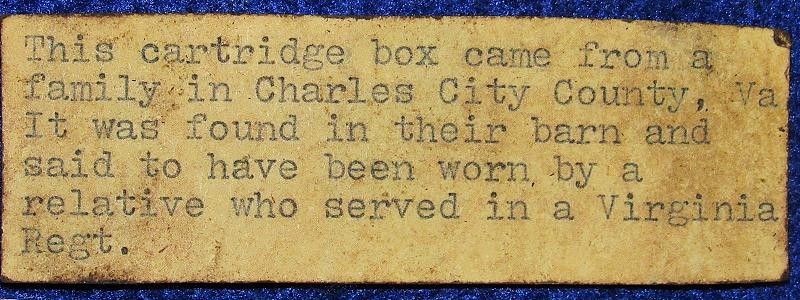 This cartridge box came from a
family in Charles City County, Va
It was found in their barn and
said to have been worn by a
relative who served in a Virginia
Regt.